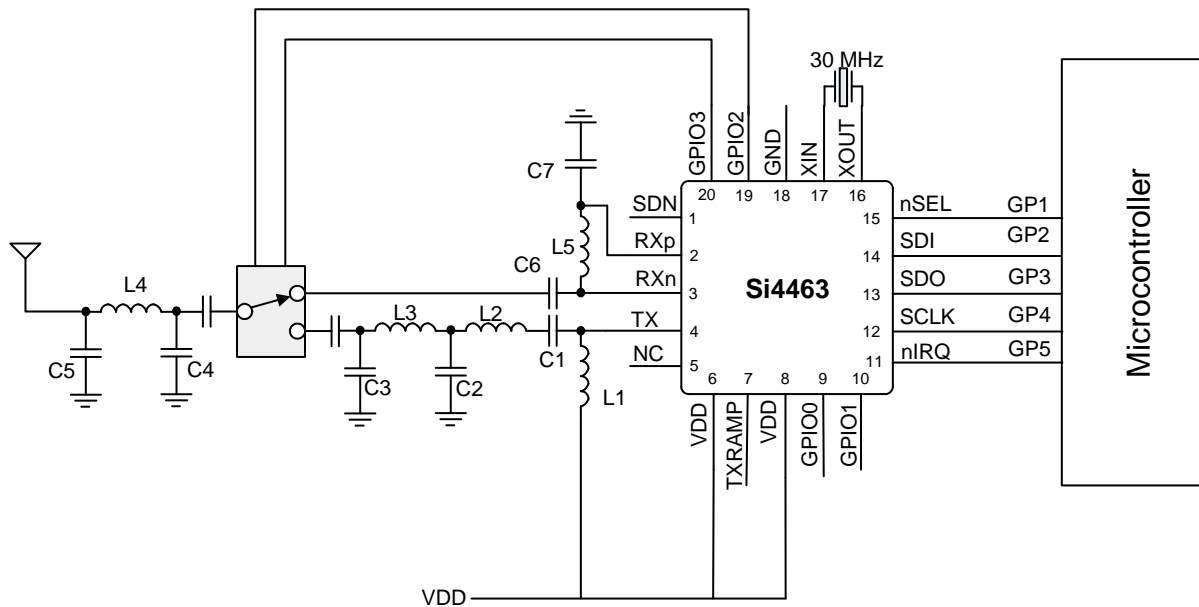 30 MHz
GPIO3
GPIO2
GND
XIN
XOUT
20
19
18
17
16
C7
SDN
1
L5
RXp
2
C6
RXn
3
L4
L3
L2
TX
4
C1
NC
5
C5
C4
C3
C2
L1
Si4463
15
nSEL
GP1
14
SDI
GP2
13
SDO
GP3
12
SCLK
GP4
11
nIRQ
GP5
Microcontroller
6
7
8
9
10
VDD
TXRAMP
VDD
GPIO0
GPIO1
VDD